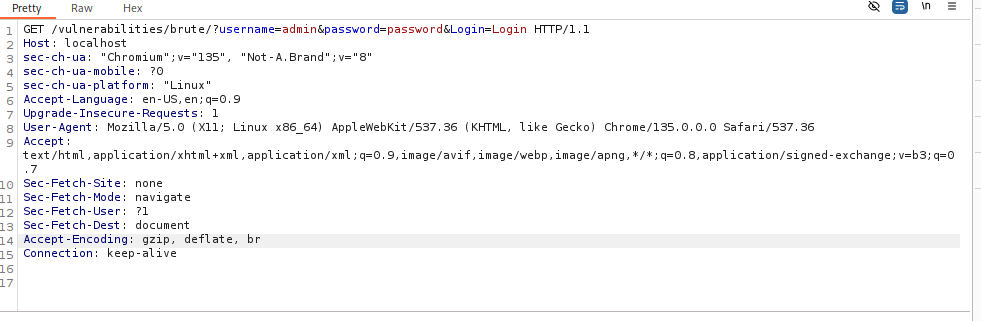 Pretty Raw Hex \n
1 GET /vulnerabilities/brute/?username=admin&password=password&Login=Login HTTP/1.1
2 Host: localhost
3 sec-ch-ua: "Chromium";v="135", "Not-A.Brand";v="8"
4 sec-ch-ua-mobile: ?0
5 sec-ch-ua-platform: "Linux"
6 Accept-Language: en-US,en;q=0.9
7 Upgrade-Insecure-Requests: 1
8 User-Agent: Mozilla/5.0 (X11; Linux x86_64) AppleWebKit/537.36 (KHTML, like Gecko) Chrome/135.0.0.0 Safari/537.36
9 Accept:
text/html,application/xhtml+xml,application/xml;q=0.9,image/avif,image/webp,image/apng,*/*;q=0.8,application/signed-exchange;v=b3;q=0
.7
10 Sec-Fetch-Site: none
11 Sec-Fetch-Mode: navigate
12 Sec-Fetch-User: ?1
13 Sec-Fetch-Dest: document
14 Accept-Encoding: gzip, deflate, br
15 Connection: keep-alive
16
17